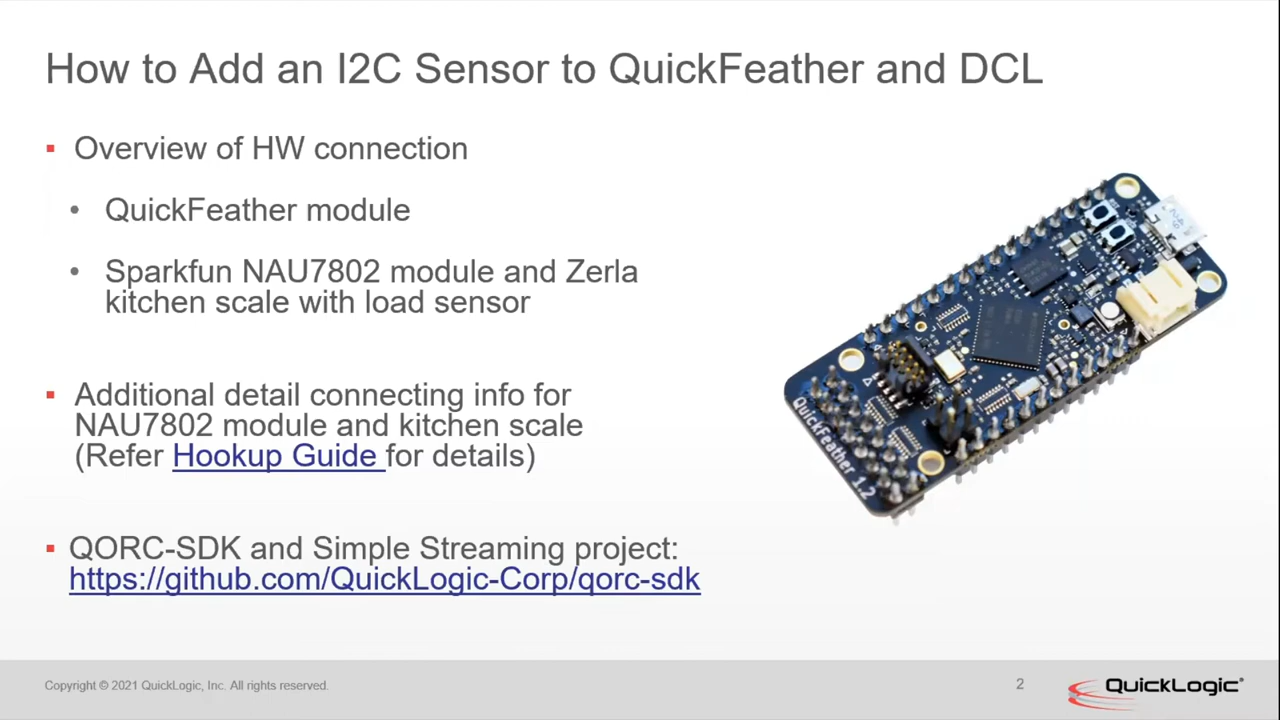 How to Add an I2C Sensor to QuickFeather and DCL
Overview of HW connection
QuickFeather module
Sparkfun NAU7802 module and Zerla
kitchen scale with load sensor
Additional detail connecting info for
NAU7802 module and kitchen scale
(Refer Hookup Guide for details)
QORC-SDK and Simple Streaming project:
https://github.com/QuickLogic-Corp/qorc-sdk
QuickFeather 1.2
Copyright © 2021 QuickLogic, Inc. All rights reserved.
2
QuickLogic®